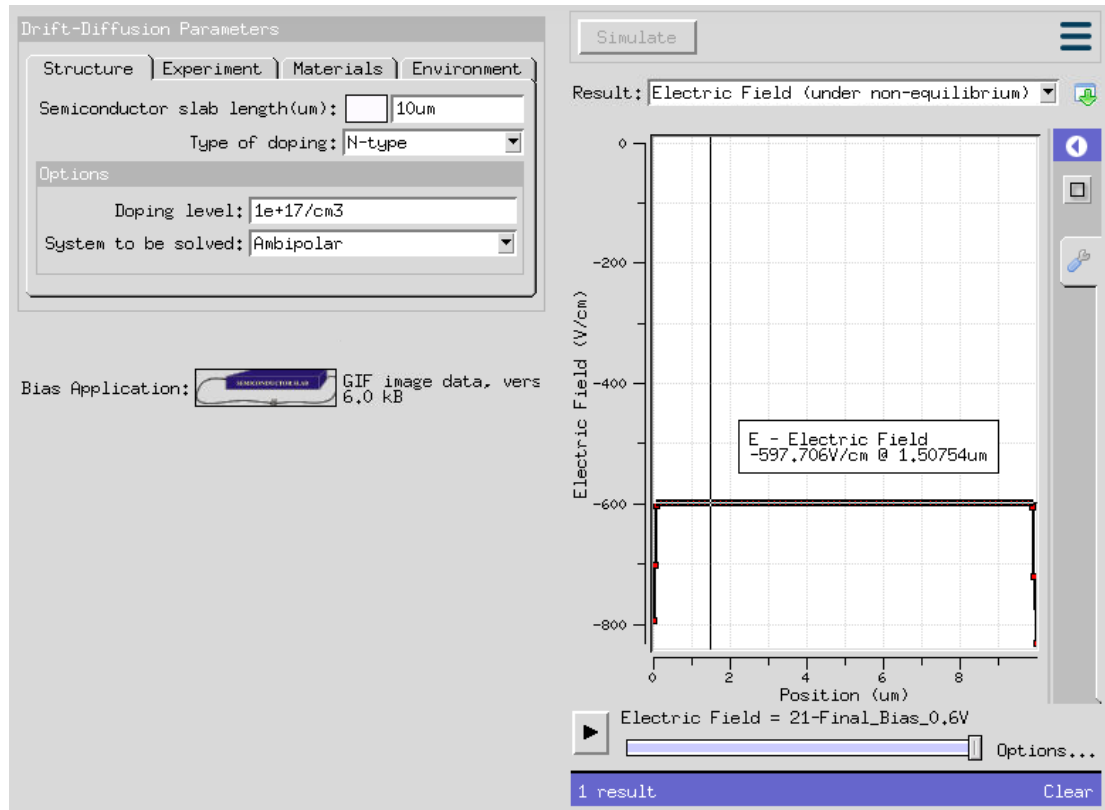 Drift-Diffusion Parameters
Structure Experiment Materials Environment
Semiconductor slab length(um): 10um
Type of doping: N-type
Options
Doping level: 1e+17/cm3
System to be solved: Ambipolar
Bias Application: SEMICONDUCTOR SLAB GIF image data, vers
6.0 kB
Simulate
Result: Electric Field (under non-equilibrium)
0
-200
-400
-600
-800
Electric Field (V/cm)
E - Electric Field
-597.706V/cm @ 1.50754um
0 2 4 6 8
Position (um)
Electric Field = 21-Final_Bias_0.6V
Options...
1 result Clear